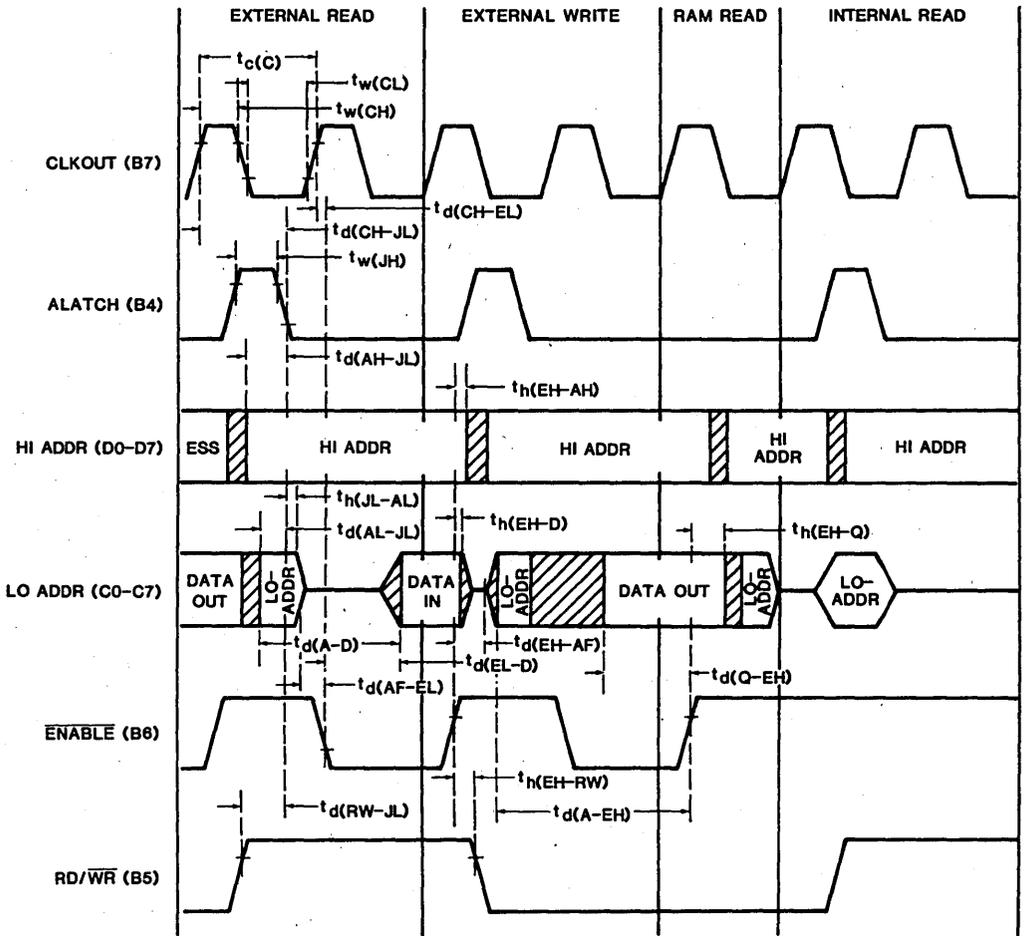 EXTERNAL READ EXTERNAL WRITE RAM READ INTERNAL READ
tc(C)
tw(CL)
tw(CH)
CLKOUT (B7)
td(CH–EL)
td(CH–JL)
tw(JH)
ALATCH (B4)
td(AH–JL)
th(EH–AH)
HI ADDR (D0–D7) ESS HI ADDR HI ADDR HI ADDR HI ADDR
th(JL–AL)
td(AL–JL) th(EH–D) th(EH–Q)
LO ADDR (C0–C7) DATA OUT LO-ADDR DATA IN LO-ADDR DATA OUT LO-ADDR LO-ADDR
td(A–D) td(EH–AF)
td(EL–D)
td(AF–EL) td(Q–EH)
ENABLE (B6)
th(EH–RW)
td(RW–JL) td(A–EH)
RD/WR (B5)